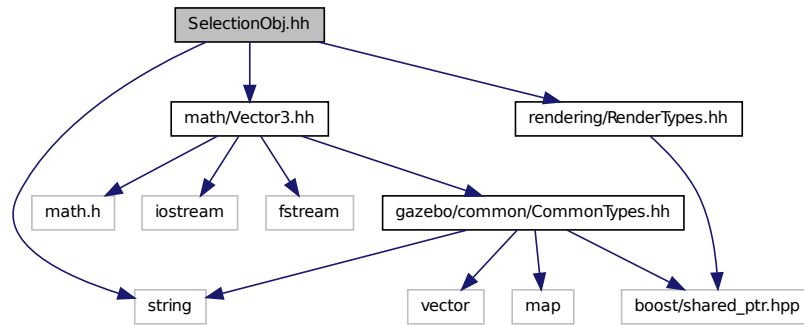 SelectionObj.hh
math/Vector3.hh
rendering/RenderTypes.hh
math.h
iostream
fstream
gazebo/common/CommonTypes.hh
string
vector
map
boost/shared_ptr.hpp